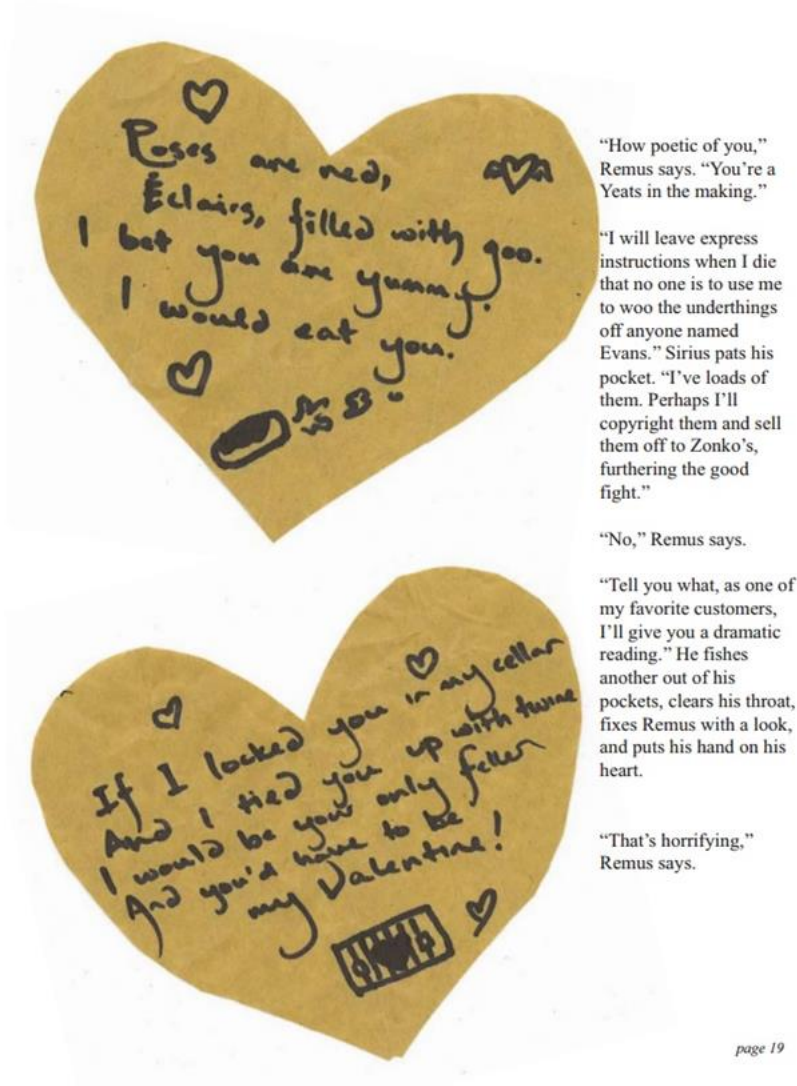 Roses are red,
Éclairs, filled with goo.
I bet you are yummy.
I would eat you.
“How poetic of you,”
Remus says. “You’re a
Yeats in the making.”
“I will leave express
instructions when I die
that no one is to use me
to woo the underthings
off anyone named
Evans.” Sirius pats his
pocket. “I’ve loads of
them. Perhaps I’ll
copyright them and sell
them off to Zonko’s,
furthering the good
fight.”
“No,” Remus says.
“Tell you what, as one of
my favorite customers,
I’ll give you a dramatic
reading.” He fishes
another out of his
pockets, clears his throat,
fixes Remus with a look,
and puts his hand on his
heart.
If I locked you in my cellar
And I tied you up with twine
I would be your only feller
And you'd have to be
my Valentine!
“That’s horrifying,”
Remus says.
page 19